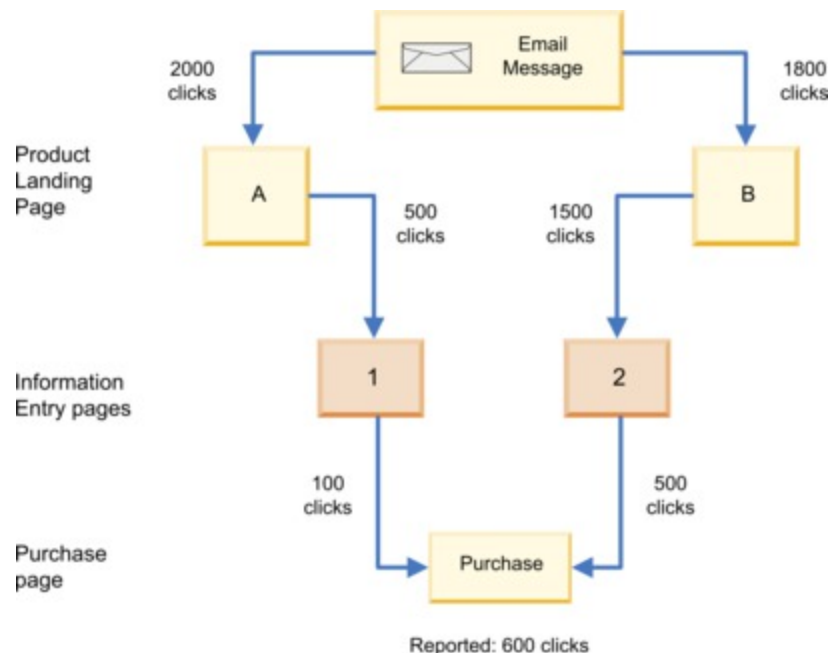 Email
Message
2000
clicks
1800
clicks
Product
Landing
Page
A
B
500
clicks
1500
clicks
Information
Entry pages
1
2
100
clicks
500
clicks
Purchase
page
Purchase
Reported: 600 clicks